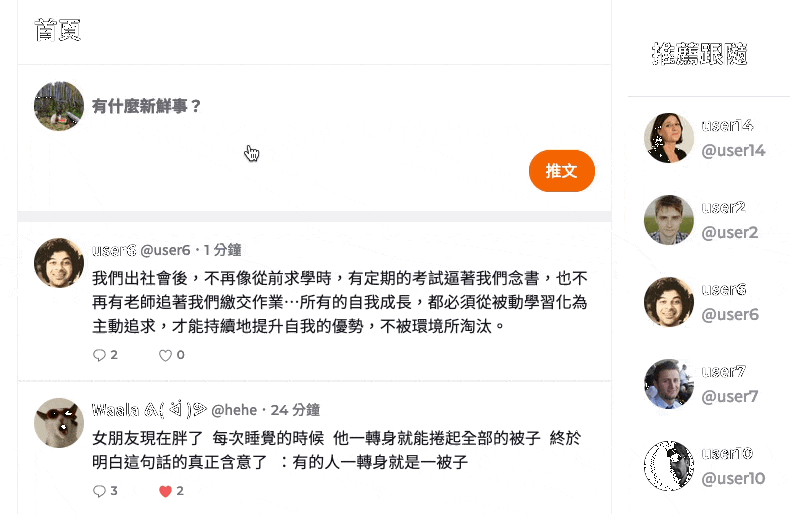 首頁
有什麼新鮮事？
推文
user6 @user6・1 分鐘
我們出社會後，不再像從前求學時，有定期的考試逼著我們念書，也不
再有老師追著我們繳交作業⋯所有的自我成長，都必須從被動學習化為
主動追求，才能持續地提升自我的優勢，不被環境所淘汰。
2 0
@hehe・24 分鐘
女朋友現在胖了 每次睡覺的時候 他一轉身就能捲起全部的被子 終於
明白這句話的真正含意了 ：有的人一轉身就是一被子
3 2
推薦跟隨
user14
@user14
user2
@user2
user6
@user6
user7
@user7
user10
@user10